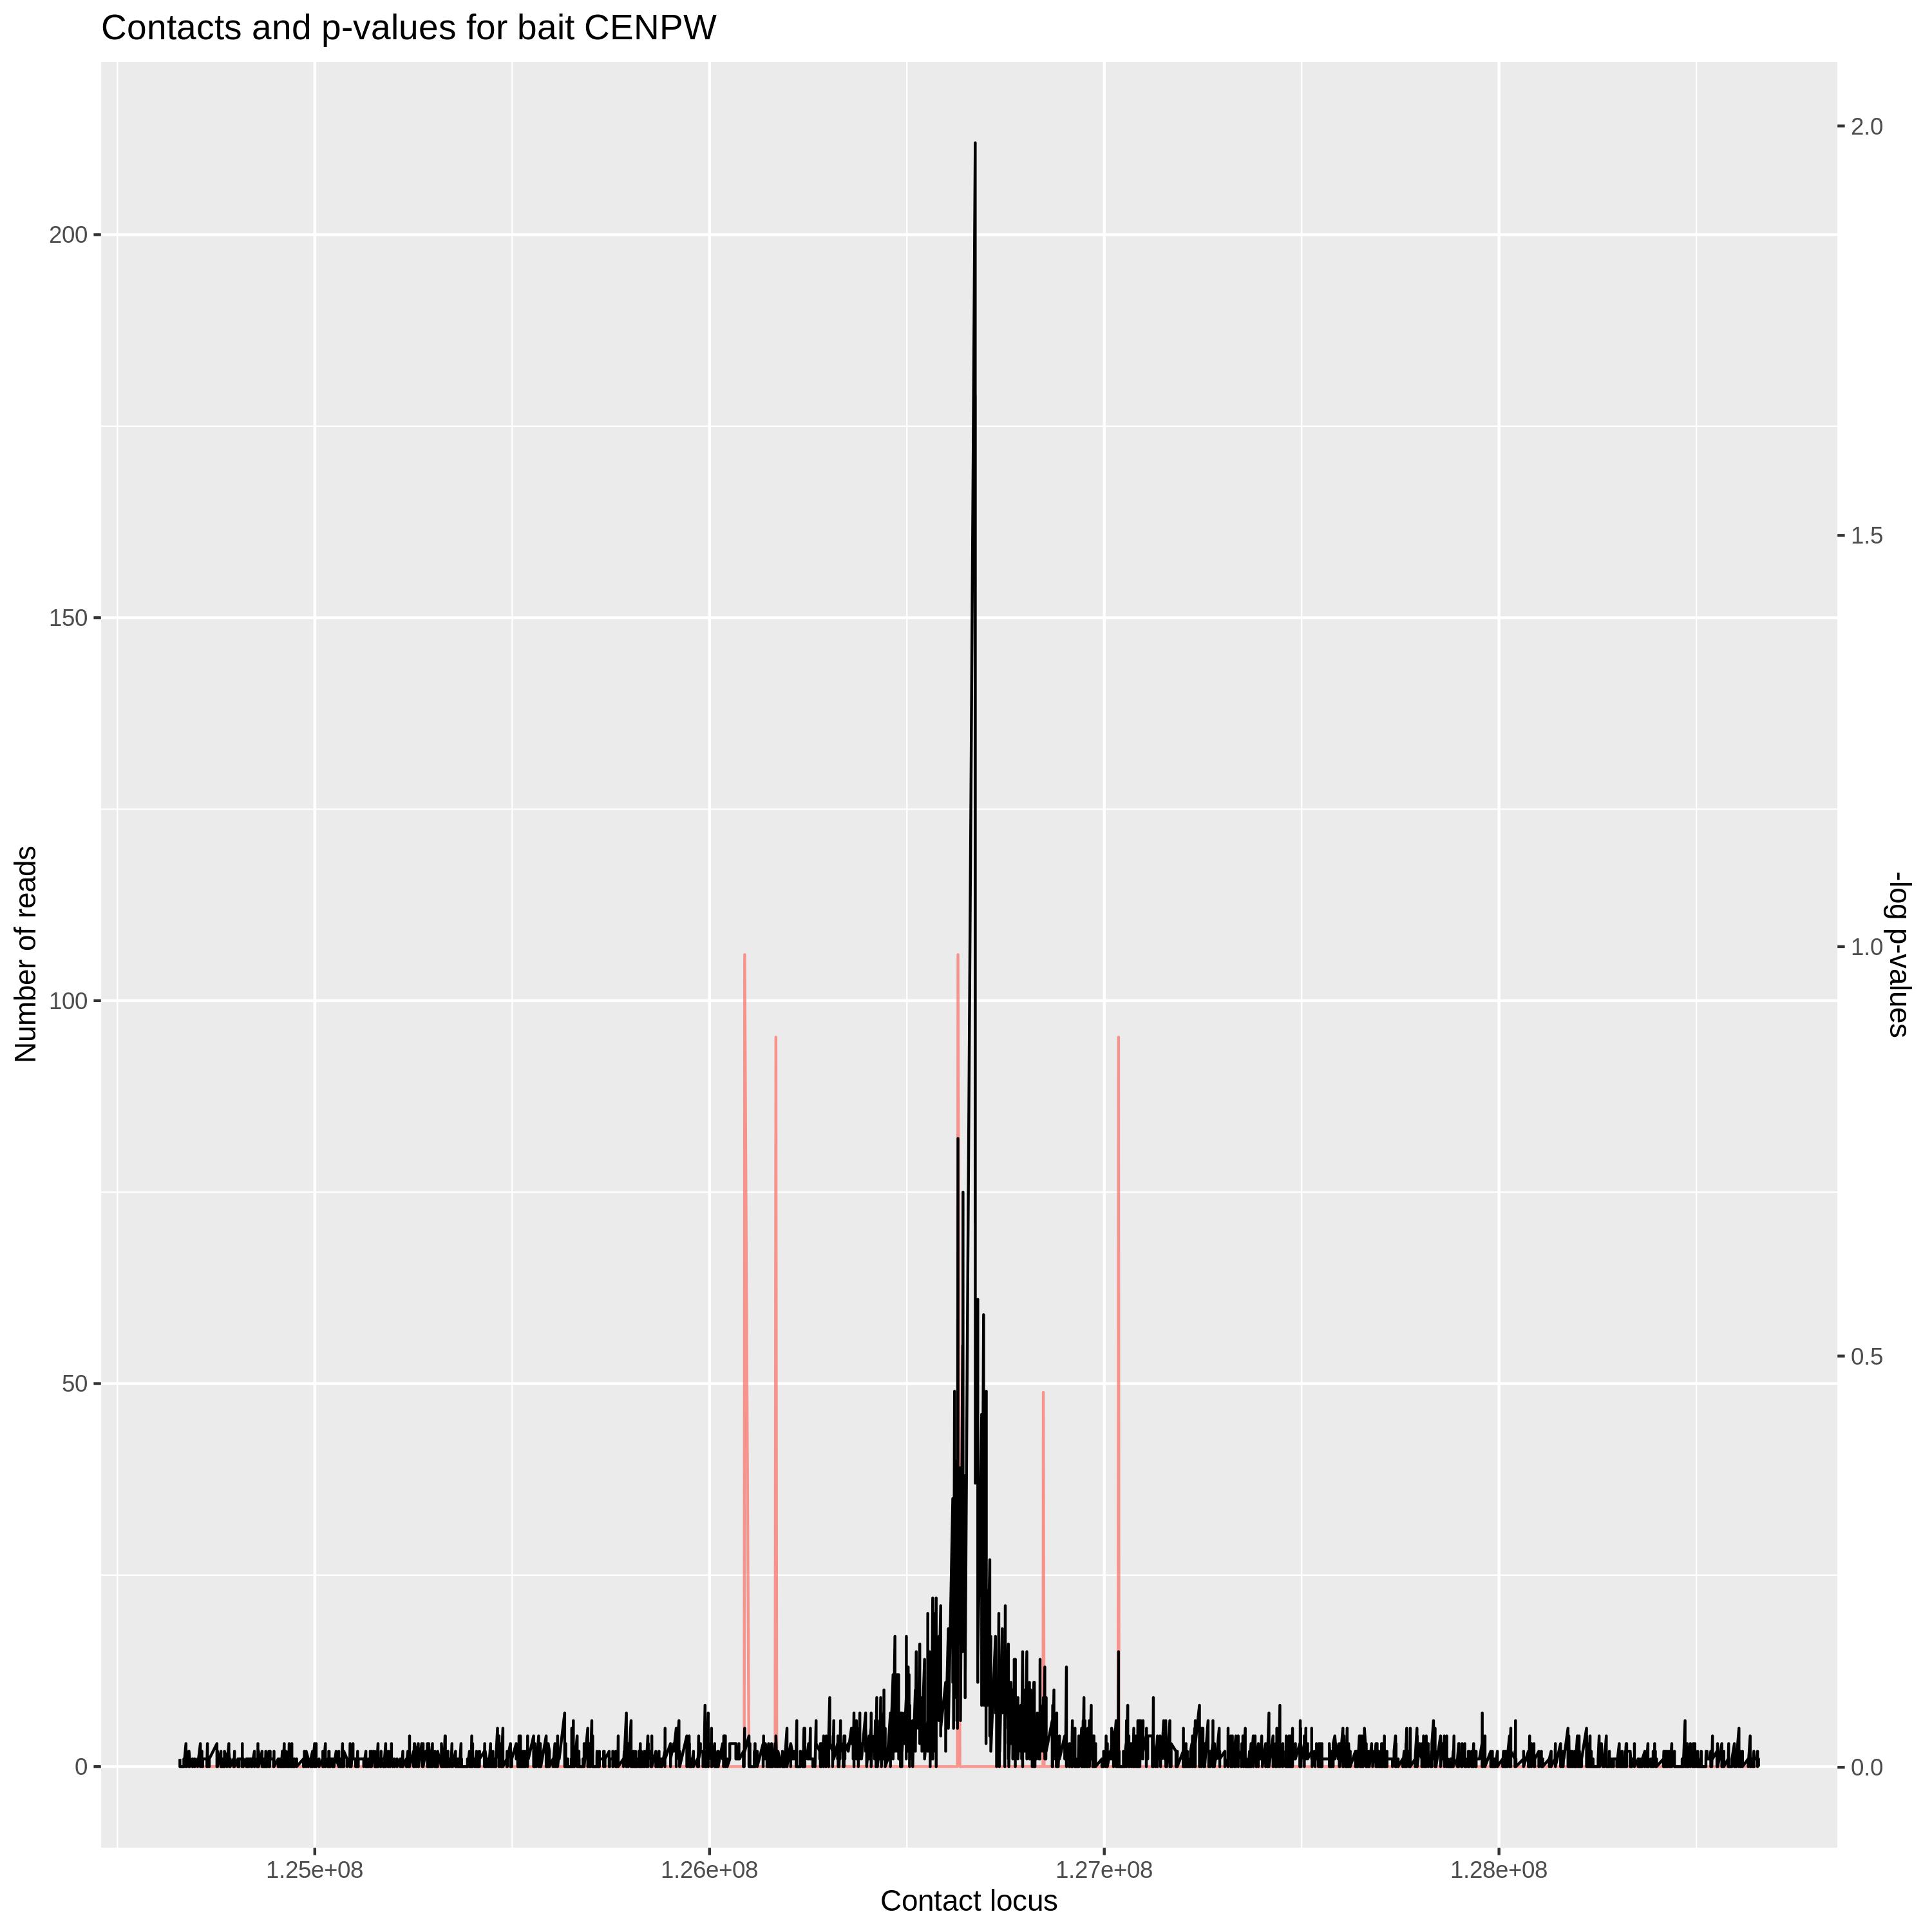 Contacts and p-values for bait CENPW
Number of reads
200
150
100
50
0
2.0
1.5
1.0
0.5
0.0
-log p-values
1.25e+08
1.26e+08
1.27e+08
1.28e+08
Contact locus